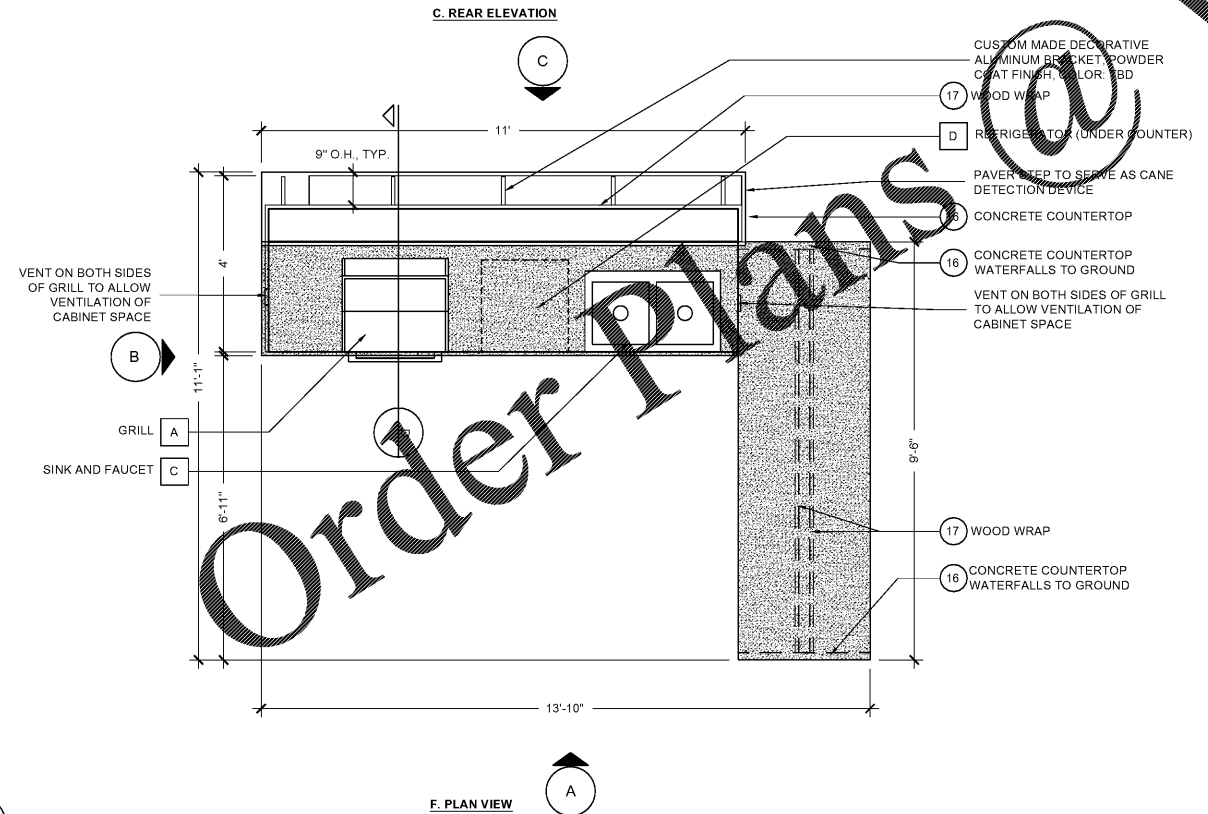 C. REAR ELEVATION
C
CUSTOM MADE DECORATIVE
ALUMINUM BRACKET, POWDER
COAT FINISH, COLOR: TBD
17 WOOD WRAP
11'
9" O.H., TYP.
D REFRIGERATOR (UNDER COUNTER)
PAVER STEP TO SERVE AS CANE
DETECTION DEVICE
16 CONCRETE COUNTERTOP
16 CONCRETE COUNTERTOP
WATERFALLS TO GROUND
4'
VENT ON BOTH SIDES
OF GRILL TO ALLOW
VENTILATION OF
CABINET SPACE
VENT ON BOTH SIDES OF GRILL
TO ALLOW VENTILATION OF
CABINET SPACE
B
11'-1"
GRILL A
9'-6"
SINK AND FAUCET C
6'-11"
17 WOOD WRAP
16 CONCRETE COUNTERTOP
WATERFALLS TO GROUND
13'-10"
A
F. PLAN VIEW
Order Plans @